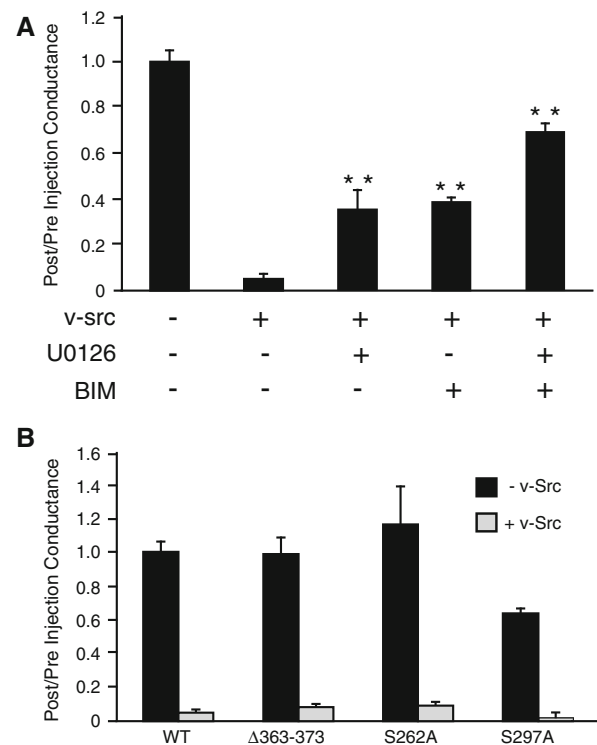 A
Post/Pre Injection Conductance
1.2
1.0
0.8
0.6
0.4
0.2
0
* *
* *
* *
v-src - + + + +
U0126 - - + - +
BIM - - - + +
B
Post/Pre Injection Conductance
1.6
1.4
1.2
1.0
0.8
0.6
0.4
0.2
0
- v-Src
+ v-Src
WT Δ363-373 S262A S297A